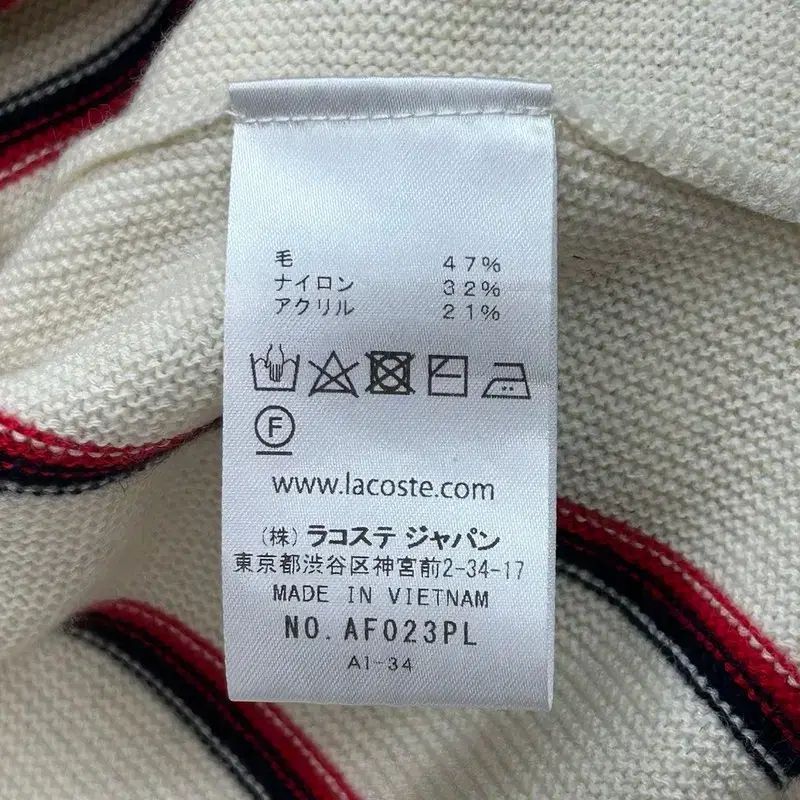 毛 47%
ナイロン 32%
アクリル 21%
F
www.lacoste.com
(株) ラコステ ジャパン
東京都渋谷区神宮前2-34-17
MADE IN VIETNAM
NO. AF023PL
A1-34